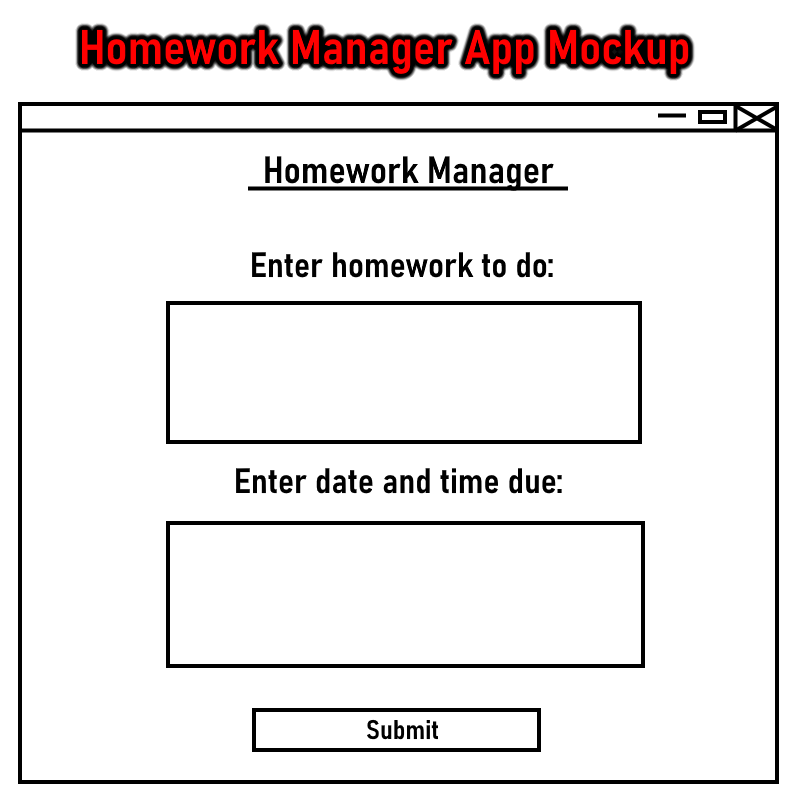 Homework Manager App Mockup
Homework Manager
Enter homework to do:
Enter date and time due:
Submit